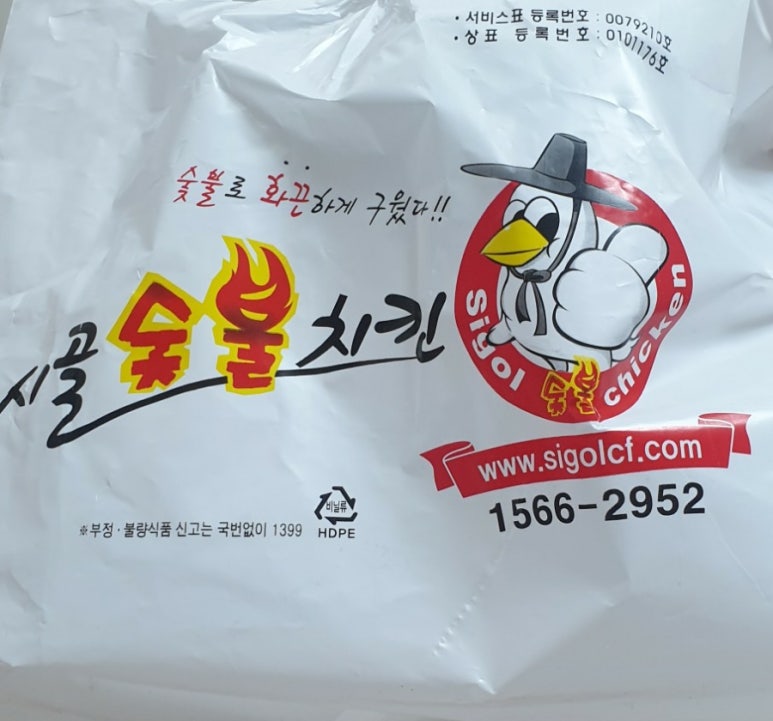 · 서비스표 등록번호 : 0079210호
· 상표 등록번호 : 0101176호
숯불로 화끈하게 구웠다!!
시골 숯불 치킨
Sigol 숯불 chicken
www.sigolcf.com
1566-2952
※부정·불량식품 신고는 국번없이 1399
비닐류
HDPE